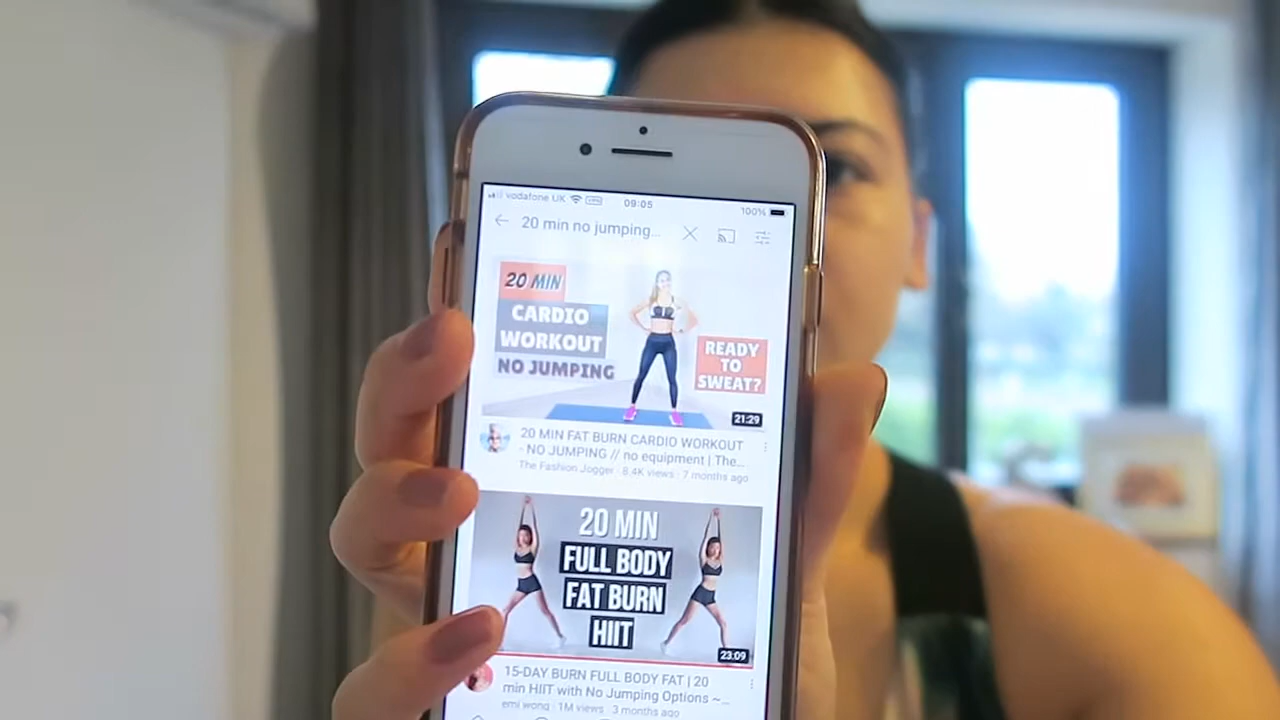 vodafone UK
09:05
100%
20 min no jumping...
20 MIN
CARDIO
WORKOUT
NO JUMPING
READY
TO
SWEAT?
21:29
20 MIN FAT BURN CARDIO WORKOUT
- NO JUMPING // no equipment | The...
The Fashion Jogger · 8.4K views · 7 months ago
20 MIN
FULL BODY
FAT BURN
HIIT
23:09
15-DAY BURN FULL BODY FAT | 20
min HIIT with No Jumping Options ~...
emi wong · 1M views · 3 months ago